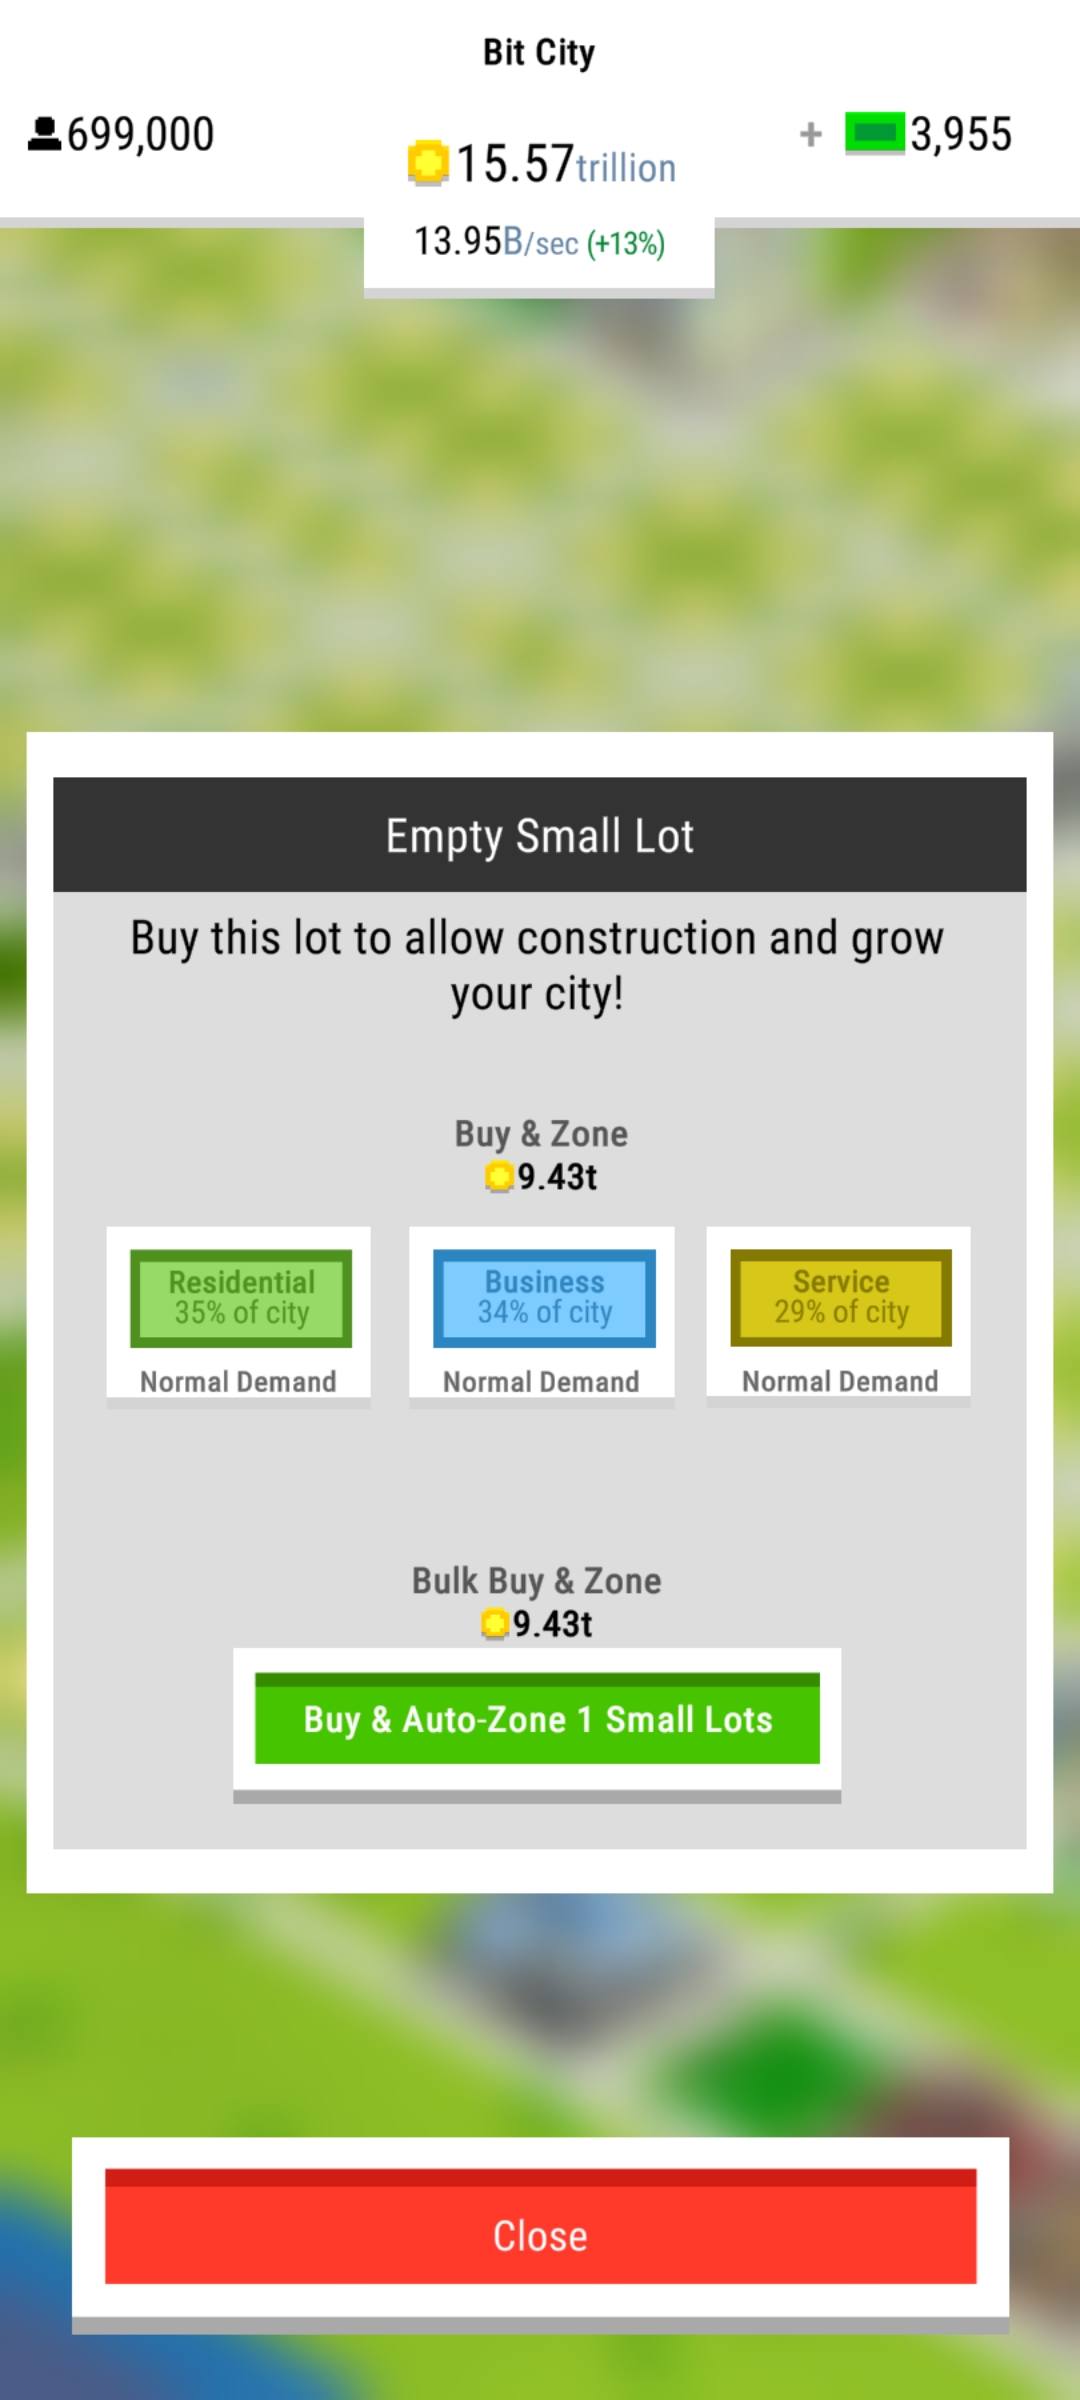 Bit City
699,000
15.57trillion
+ 3,955
13.95B/sec (+13%)
Empty Small Lot
Buy this lot to allow construction and grow
your city!
Buy & Zone
9.43t
Residential
35% of city
Normal Demand
Business
34% of city
Normal Demand
Service
29% of city
Normal Demand
Bulk Buy & Zone
9.43t
Buy & Auto-Zone 1 Small Lots
Close